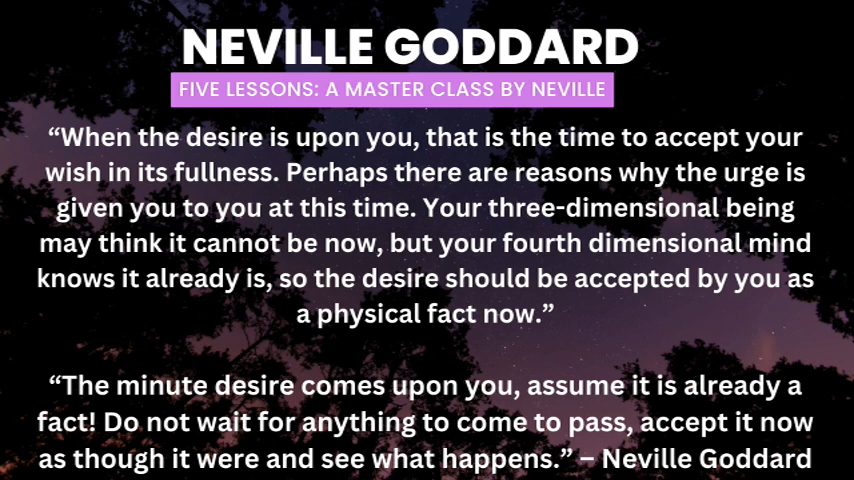 NEVILLE GODDARD
FIVE LESSONS: A MASTER CLASS BY NEVILLE
“When the desire is upon you, that is the time to accept your
wish in its fullness. Perhaps there are reasons why the urge is
given you to you at this time. Your three-dimensional being
may think it cannot be now, but your fourth dimensional mind
knows it already is, so the desire should be accepted by you as
a physical fact now.”
“The minute desire comes upon you, assume it is already a
fact! Do not wait for anything to come to pass, accept it now
as though it were and see what happens.” – Neville Goddard